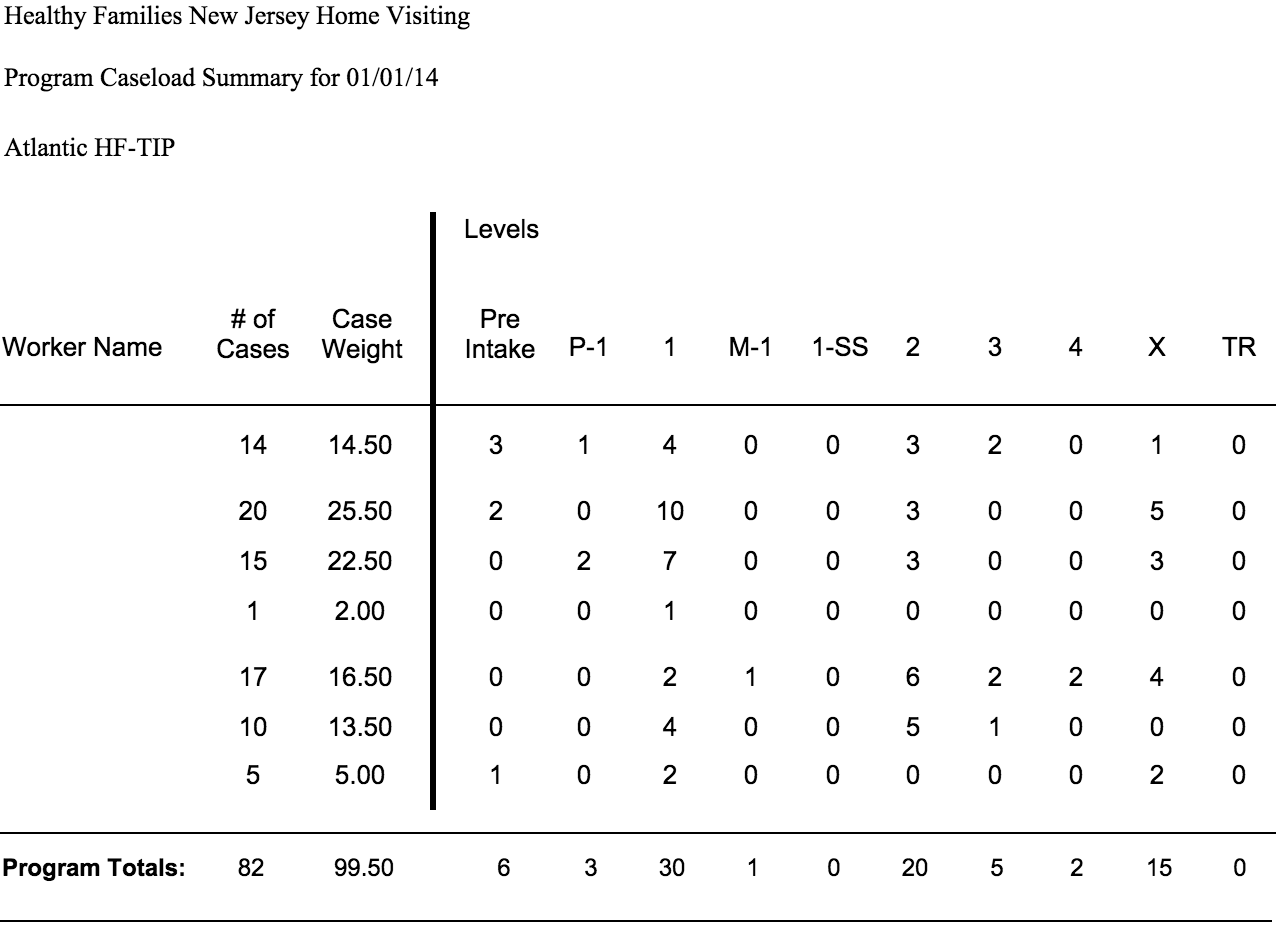 Healthy Families New Jersey Home Visiting
Program Caseload Summary for 01/01/14
Atlantic HF-TIP
Levels
# of Case Pre
Worker Name Cases Weight Intake P-1 1 M-1 1-SS 2 3 4 X TR
14 14.50 3 1 4 0 0 3 2 0 1 0
20 25.50 2 0 10 0 0 3 0 0 5 0
15 22.50 0 2 7 0 0 3 0 0 3 0
1 2.00 0 0 1 0 0 0 0 0 0 0
17 16.50 0 0 2 1 0 6 2 2 4 0
10 13.50 0 0 4 0 0 5 1 0 0 0
5 5.00 1 0 2 0 0 0 0 0 2 0
Program Totals: 82 99.50 6 3 30 1 0 20 5 2 15 0